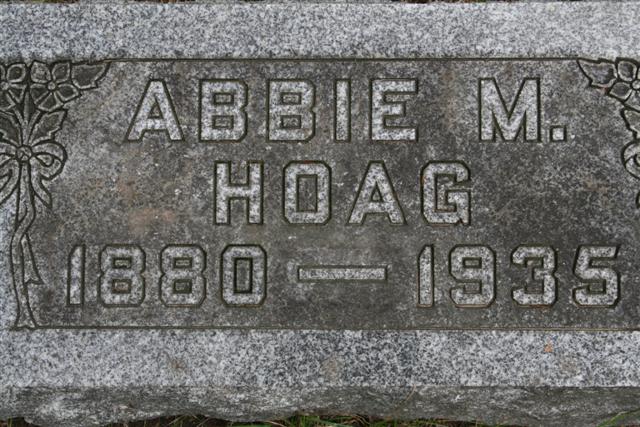 ABBIE M.
HOAG
1880 — 1935